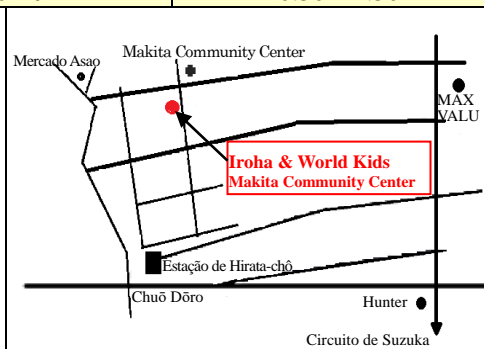 Makita Community Center
Mercado Asao
MAX
VALU
Iroha & World Kids
Makita Community Center
Estação de Hirata-chô
Chuō Dōro
Hunter
Circuito de Suzuka